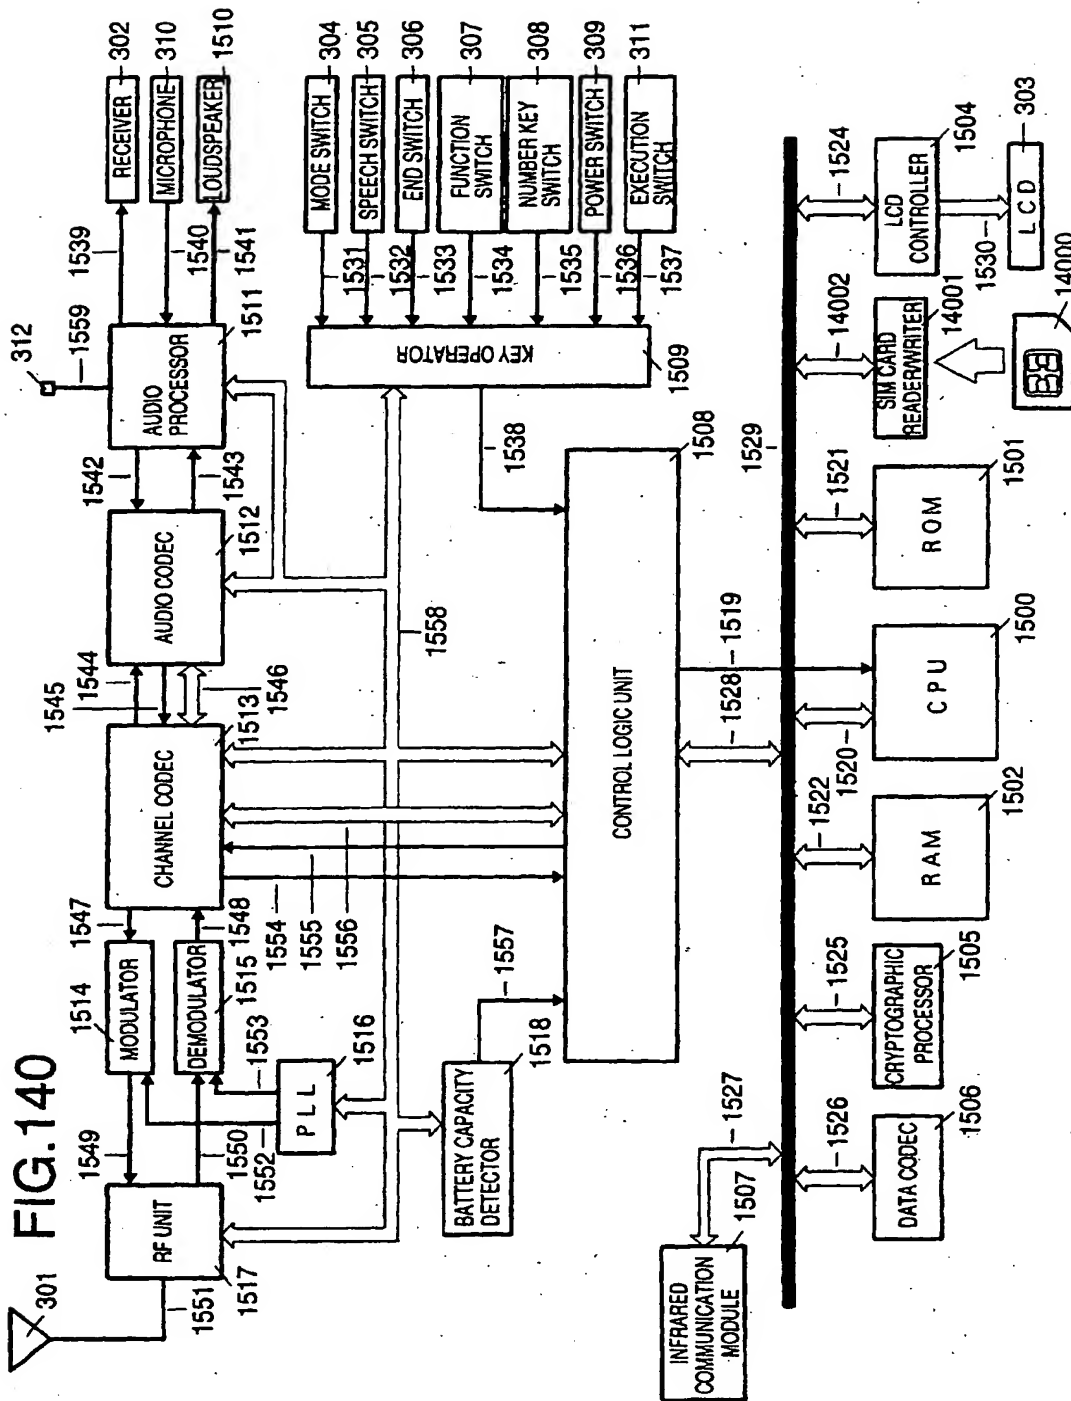 FIG.140
301
1551
RF UNIT
1517
1549
1550
1514
MODULATOR
DEMODULATOR
1515
1552
1553
PLL
1516
1547
1548
CHANNEL CODEC
1513
1545
1544
1546
AUDIO CODEC
1512
1542
1543
AUDIO
PROCESSOR
1511
312
1559
1539
1540
1541
RECEIVER
302
MICROPHONE
310
LOUDSPEAKER
1510
1554
1555
1556
1558
BATTERY CAPACITY
DETECTOR
1518
1557
KEY OPERATOR
1509
1538
1531
1532
1533
1534
1535
1536
1537
MODE SWITCH
304
SPEECH SWITCH
305
END SWITCH
306
FUNCTION
SWITCH
307
NUMBER KEY
SWITCH
308
POWER SWITCH
309
EXECUTION
SWITCH
311
CONTROL LOGIC UNIT
1508
1528
1519
1529
INFRARED
COMMUNICATION
MODULE
1507
1527
1526
DATA CODEC
1506
1525
CRYPTOGRAPHIC
PROCESSOR
1505
1522
RAM
1502
1520
CPU
1500
1521
ROM
1501
14002
SIM CARD
READER/WRITER
14001
14000
1524
LCD
CONTROLLER
1504
1530
LCD
303